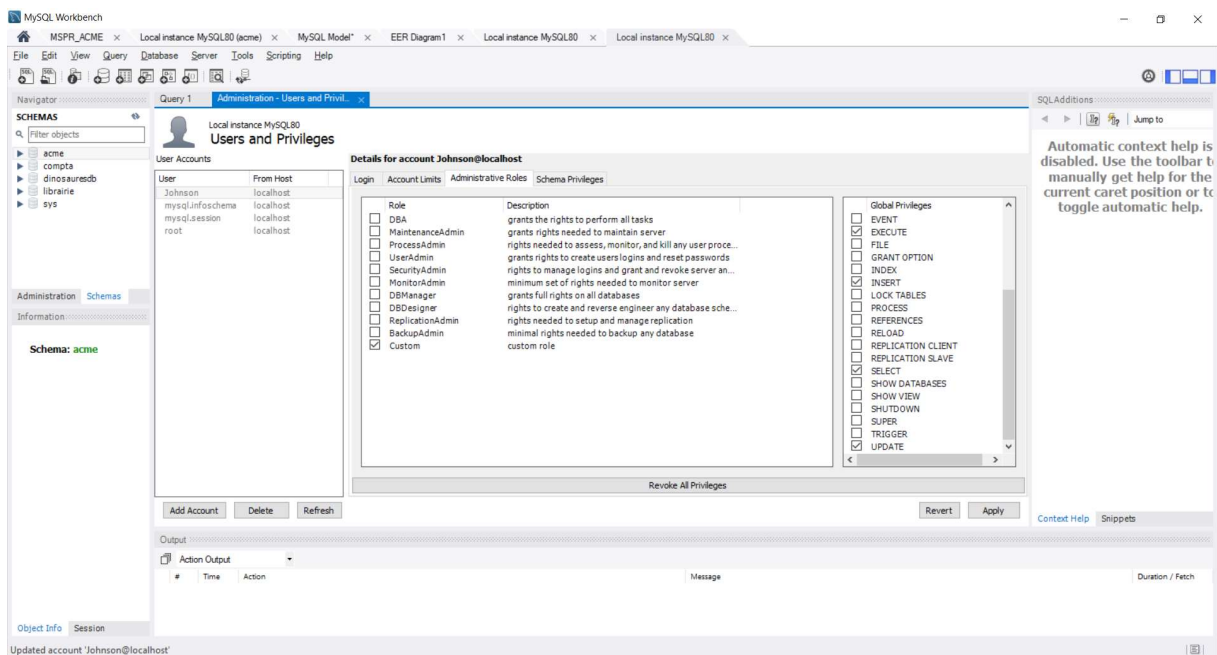 MySQL Workbench
MSPR_ACME × Local instance MySQL80 (acme) × MySQL Model* × EER Diagram1 × Local instance MySQL80 × Local instance MySQL80 ×
File Edit View Query Database Server Tools Scripting Help
Navigator
SCHEMAS
Filter objects
acme
compta
dinosauresdb
librairie
sys
Administration Schemas
Information
Schema: acme
Object Info Session
Query 1 Administration - Users and Privil... ×
Local instance MySQL80
Users and Privileges
User Accounts
User From Host
Johnson localhost
mysql.infoschema localhost
mysql.session localhost
root localhost
Add Account Delete Refresh
Details for account Johnson@localhost
Login Account Limits Administrative Roles Schema Privileges
Role Description
DBA grants the rights to perform all tasks
MaintenanceAdmin grants rights needed to maintain server
ProcessAdmin rights needed to assess, monitor, and kill any user proce...
UserAdmin grants rights to create users logins and reset passwords
SecurityAdmin rights to manage logins and grant and revoke server an...
MonitorAdmin minimum set of rights needed to monitor server
DBManager grants full rights on all databases
DBDesigner rights to create and reverse engineer any database sche...
ReplicationAdmin rights needed to setup and manage replication
BackupAdmin minimal rights needed to backup any database
Custom custom role
Global Privileges
EVENT
EXECUTE
FILE
GRANT OPTION
INDEX
INSERT
LOCK TABLES
PROCESS
REFERENCES
RELOAD
REPLICATION CLIENT
REPLICATION SLAVE
SELECT
SHOW DATABASES
SHOW VIEW
SHUTDOWN
SUPER
TRIGGER
UPDATE
Revoke All Privileges
Revert Apply
SQLAdditions
Jump to
Automatic context help is
disabled. Use the toolbar t
manually get help for the
current caret position or to
toggle automatic help.
Context Help Snippets
Output
Action Output
# Time Action Message Duration / Fetch
Updated account 'Johnson@localhost'